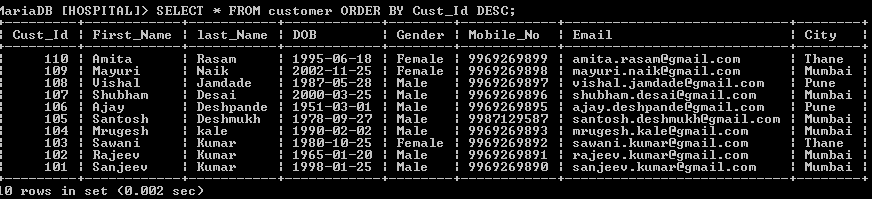 MariaDB [HOSPITAL]> SELECT * FROM customer ORDER BY Cust_Id DESC;
| Cust_Id | First_Name | last_Name | DOB | Gender | Mobile_No | Email | City |
| 110 | Amita | Rasam | 1995-06-18 | Female | 9969269899 | amita.rasam@gmail.com | Thane |
| 109 | Mayuri | Naik | 2002-11-25 | Female | 9969269898 | mayuri.naik@gmail.com | Mumbai |
| 108 | Vishal | Jamdade | 1987-05-28 | Male | 9969269897 | vishal.jamdade@gmail.com | Pune |
| 107 | Shubham | Desai | 2000-03-25 | Male | 9969269896 | shubham.desai@gmail.com | Mumbai |
| 106 | Ajay | Deshpande | 1951-03-01 | Male | 9969269895 | ajay.deshpande@gmail.com | Pune |
| 105 | Santosh | Deshmukh | 1978-09-27 | Male | 9987129587 | santosh.deshmukh@gmail.com | Mumbai |
| 104 | Mrugesh | kale | 1990-02-02 | Male | 9969269893 | mrugesh.kale@gmail.com | Mumbai |
| 103 | Sawani | Kumar | 1980-10-25 | Female | 9969269892 | sawani.kumar@gmail.com | Thane |
| 102 | Rajeev | Kumar | 1965-01-20 | Male | 9969269891 | rajeev.kumar@gmail.com | Mumbai |
| 101 | Sanjeev | Kumar | 1998-01-25 | Male | 9969269890 | sanjeev.kumar@gmail.com | Mumbai |
10 rows in set (0.002 sec)